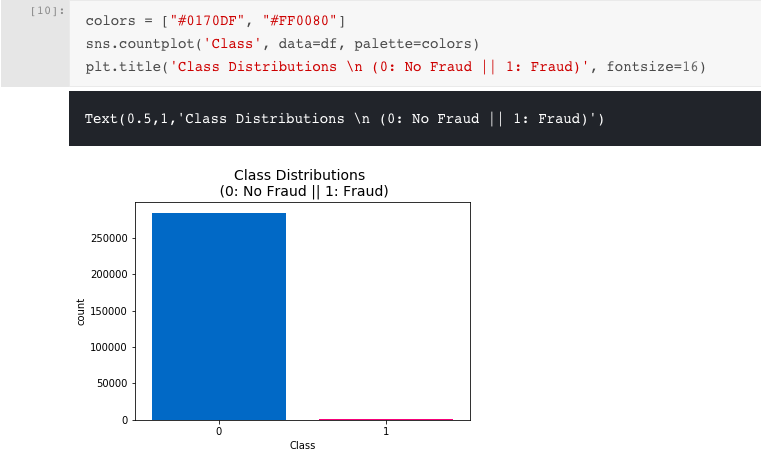 [10]:
colors = ["#0170DF", "#FF0080"]
sns.countplot('Class', data=df, palette=colors)
plt.title('Class Distributions \n (0: No Fraud || 1: Fraud)', fontsize=16)
Text(0.5,1,'Class Distributions \n (0: No Fraud || 1: Fraud)')
Class Distributions
(0: No Fraud || 1: Fraud)
250000
200000
150000
100000
50000
0
count
0 1
Class